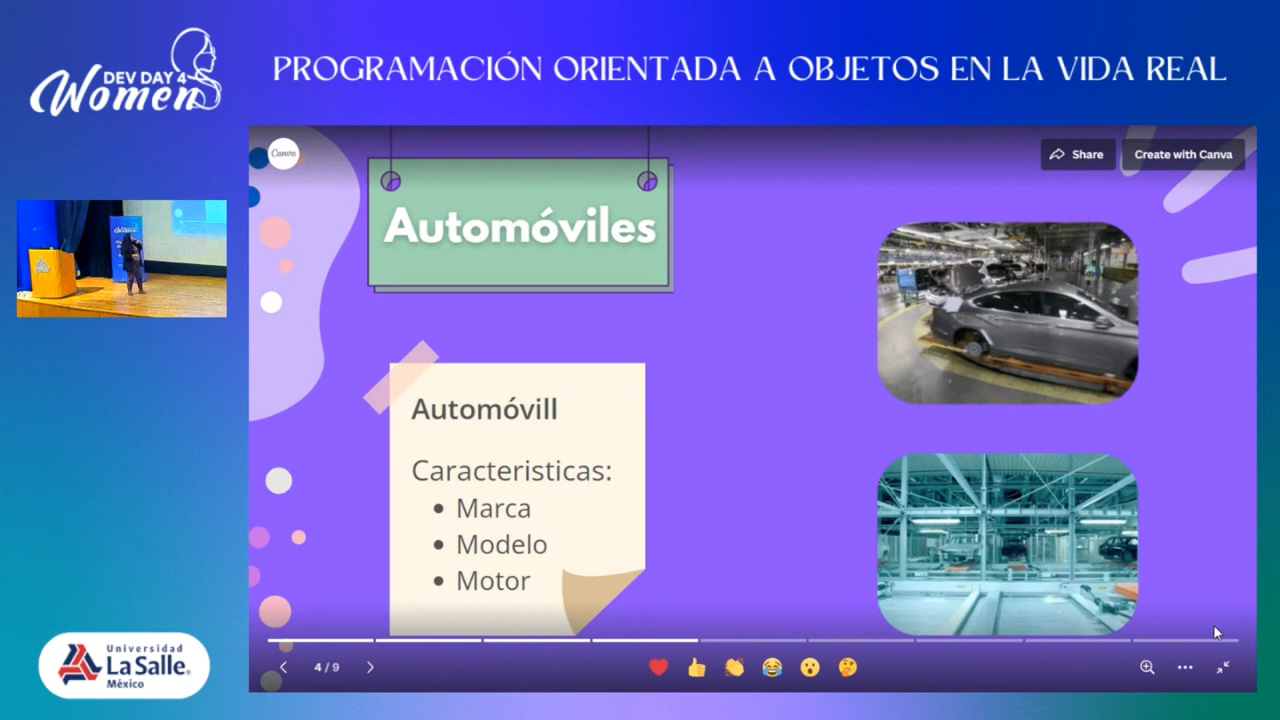 DEV DAY 4
Women
PROGRAMACIÓN ORIENTADA A OBJETOS EN LA VIDA REAL
Canva
Share
Create with Canva
Automóviles
Automóvill
Caracteristicas:
• Marca
• Modelo
• Motor
4 / 9
Universidad
La Salle®
México